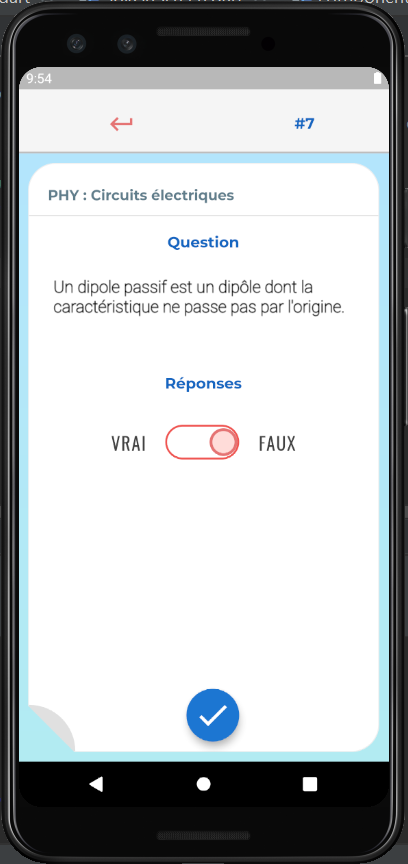 9:54
#7
PHY : Circuits électriques
Question
Un dipole passif est un dipôle dont la
caractéristique ne passe pas par l'origine.
Réponses
VRAI FAUX